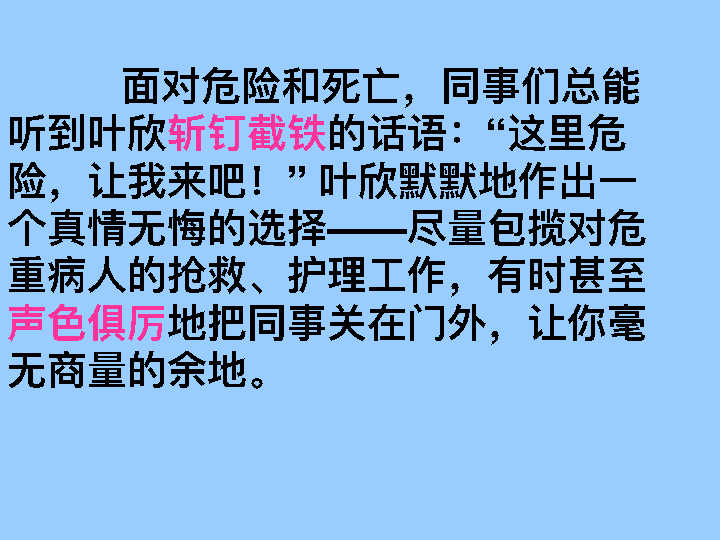 面对危险和死亡，同事们总能
听到叶欣斩钉截铁的话语：“这里危
险，让我来吧！” 叶欣默默地作出一
个真情无悔的选择——尽量包揽对危
重病人的抢救、护理工作，有时甚至
声色俱厉地把同事关在门外，让你毫
无商量的余地。